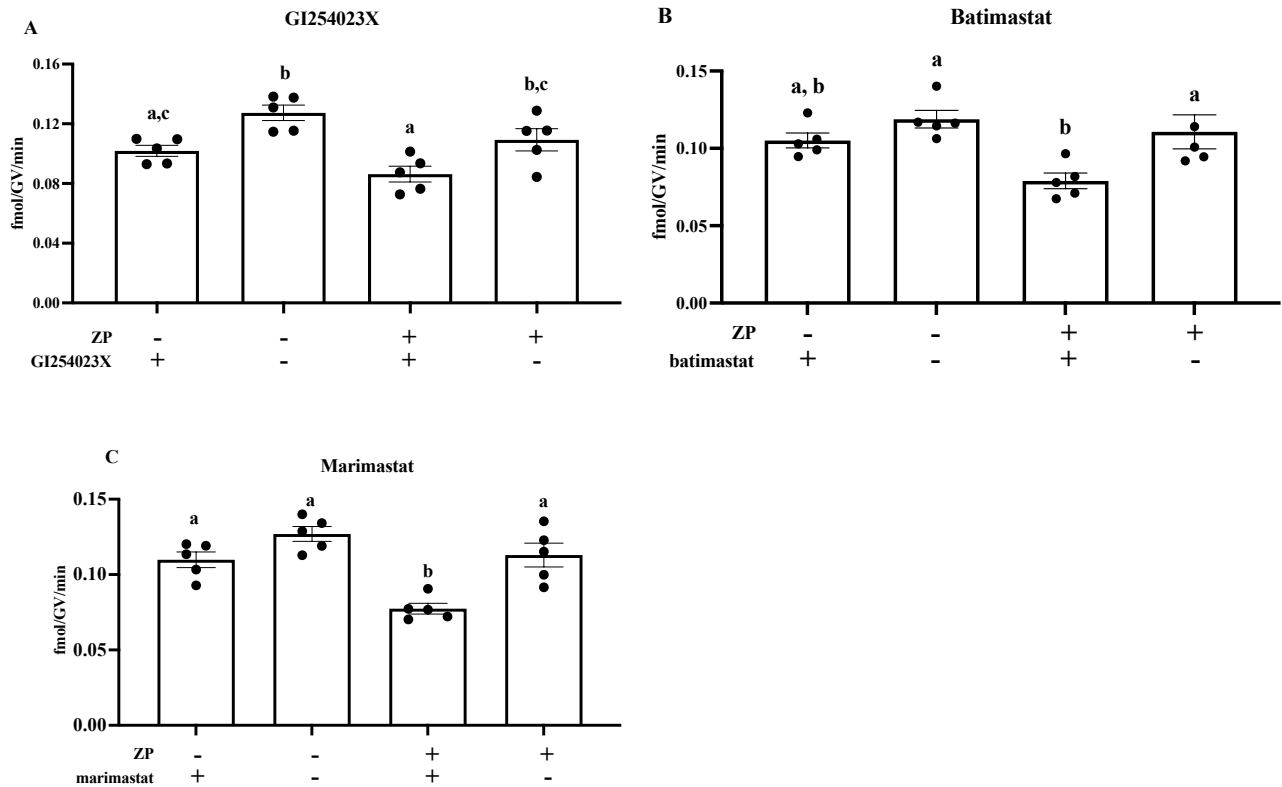 A
GI254023X
fmol/GV/min
0.16
0.12
0.08
0.04
0.00
a,c
b
a
b,c
ZP - - + +
GI254023X + - + -
B
Batimastat
fmol/GV/min
0.15
0.10
0.05
0.00
a, b
a
b
a
ZP - - + +
batimastat + - + -
C
Marimastat
fmol/GV/min
0.15
0.10
0.05
0.00
a
a
b
a
ZP - - + +
marimastat + - + -